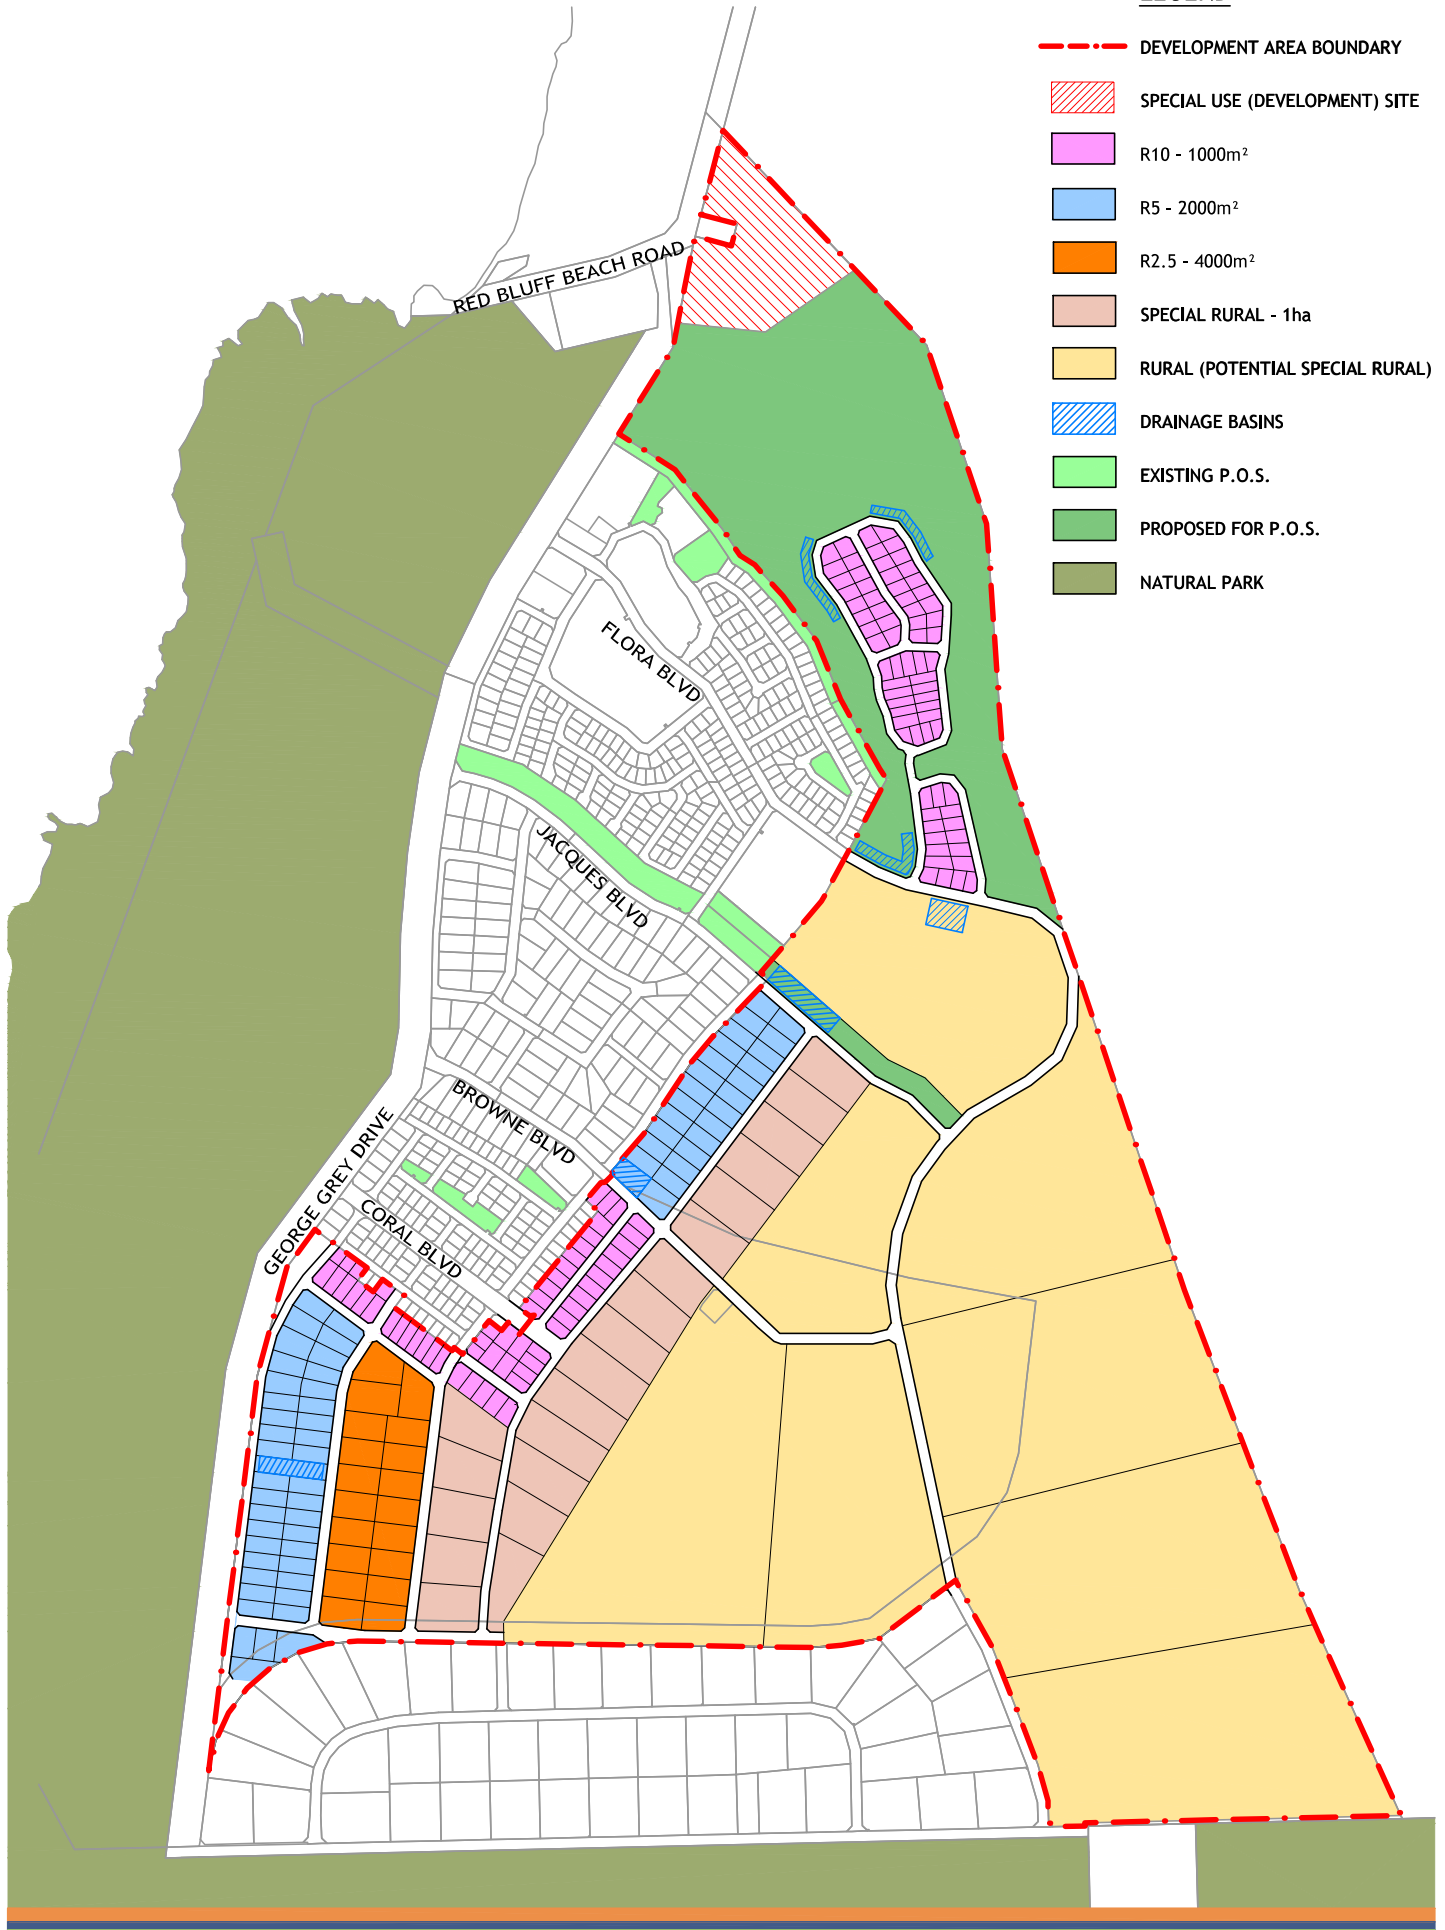 LEGEND
DEVELOPMENT AREA BOUNDARY
SPECIAL USE (DEVELOPMENT) SITE
R10 - 1000m²
R5 - 2000m²
R2.5 - 4000m²
SPECIAL RURAL - 1ha
RURAL (POTENTIAL SPECIAL RURAL)
DRAINAGE BASINS
EXISTING P.O.S.
PROPOSED FOR P.O.S.
NATURAL PARK
RED BLUFF BEACH ROAD
FLORA BLVD
JACQUES BLVD
BROWNE BLVD
GEORGE GREY DRIVE
CORAL BLVD